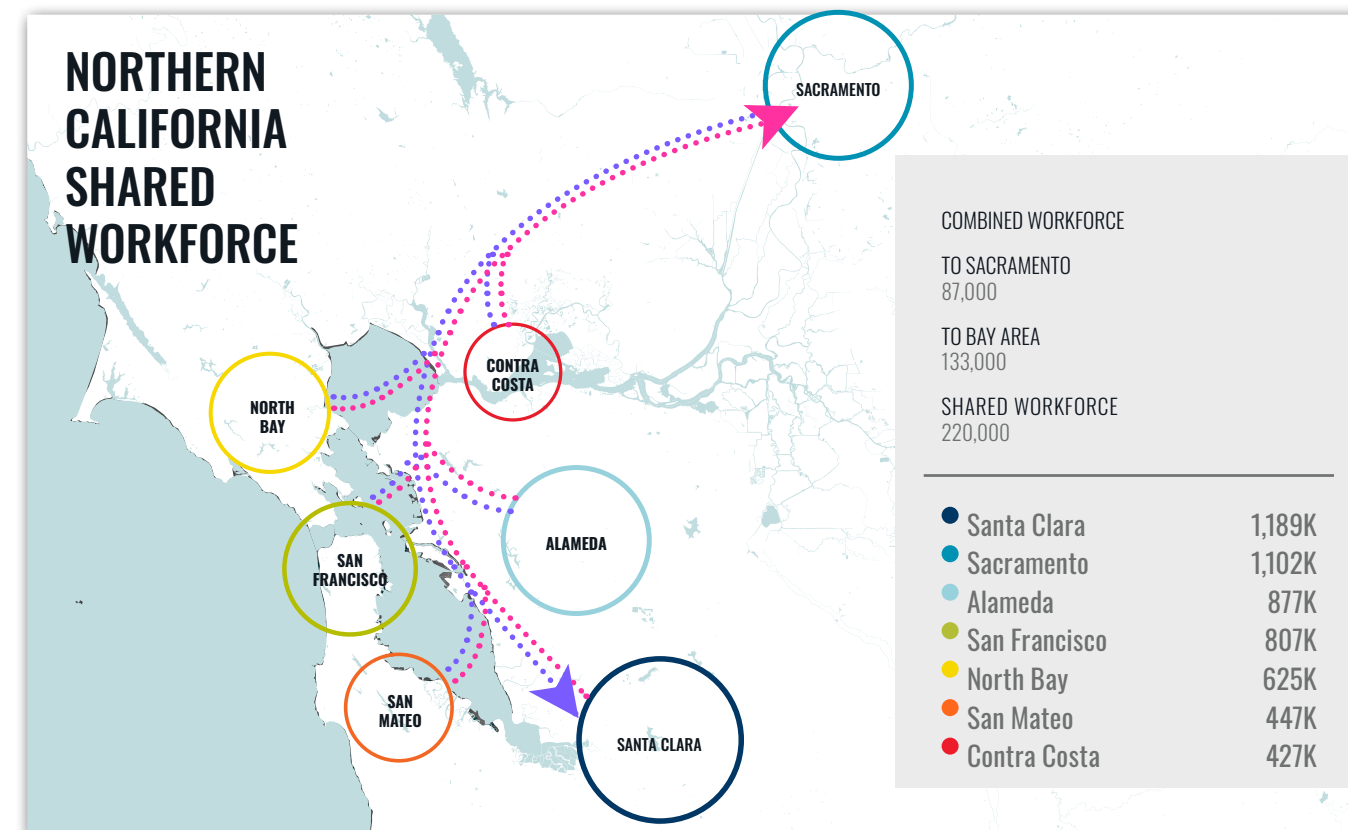 NORTHERN
CALIFORNIA
SHARED
WORKFORCE
SACRAMENTO
CONTRA
COSTA
NORTH
BAY
ALAMEDA
SAN
FRANCISCO
SAN
MATEO
SANTA CLARA
COMBINED WORKFORCE
TO SACRAMENTO
87,000
TO BAY AREA
133,000
SHARED WORKFORCE
220,000
Santa Clara 1,189K
Sacramento 1,102K
Alameda 877K
San Francisco 807K
North Bay 625K
San Mateo 447K
Contra Costa 427K